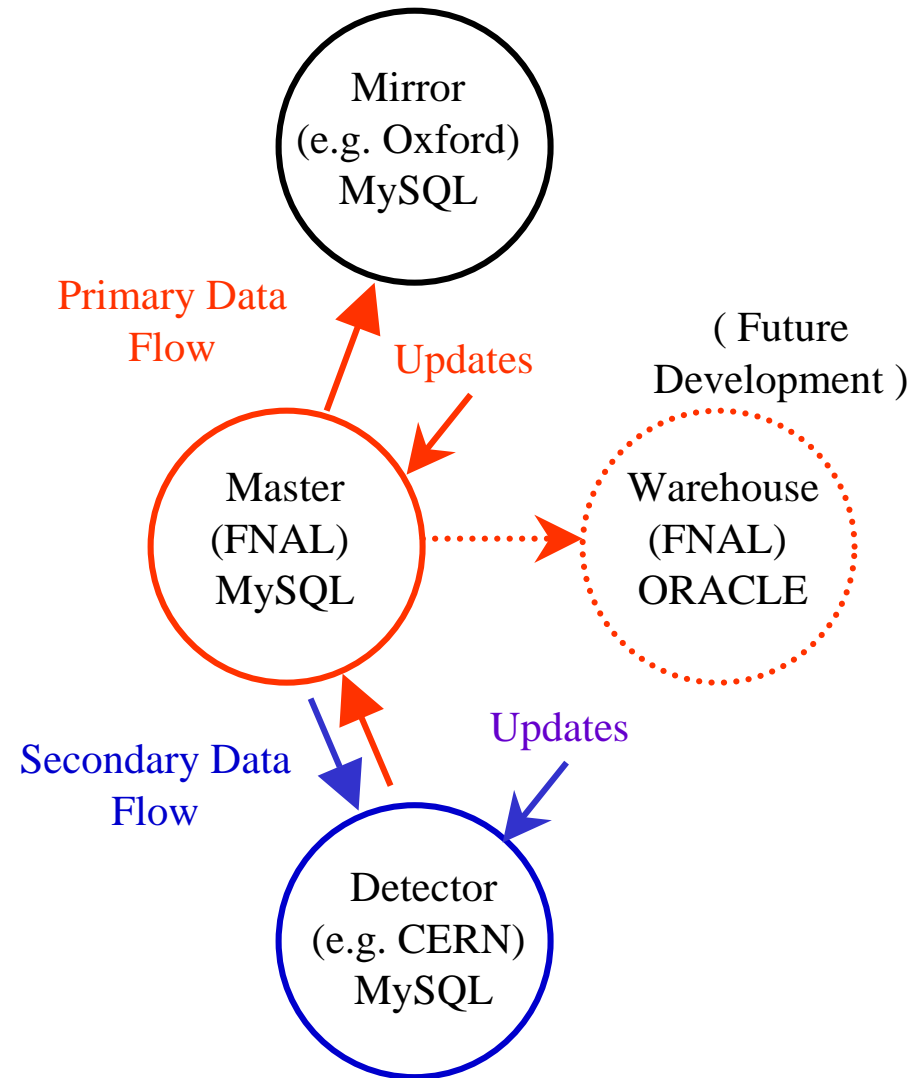 Mirror
(e.g. Oxford)
MySQL
Primary Data
Flow
Updates
( Future
Development )
Master
(FNAL)
MySQL
Warehouse
(FNAL)
ORACLE
Secondary Data
Flow
Updates
Detector
(e.g. CERN)
MySQL